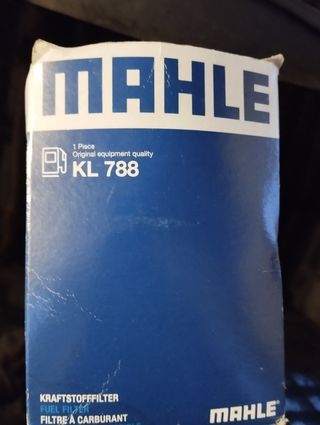 MAHLE
1 Piece
Original equipment quality
KL 788
KRAFTSTOFFFILTER
FUEL FILTER
FILTRE À CARBURANT
MAHLE